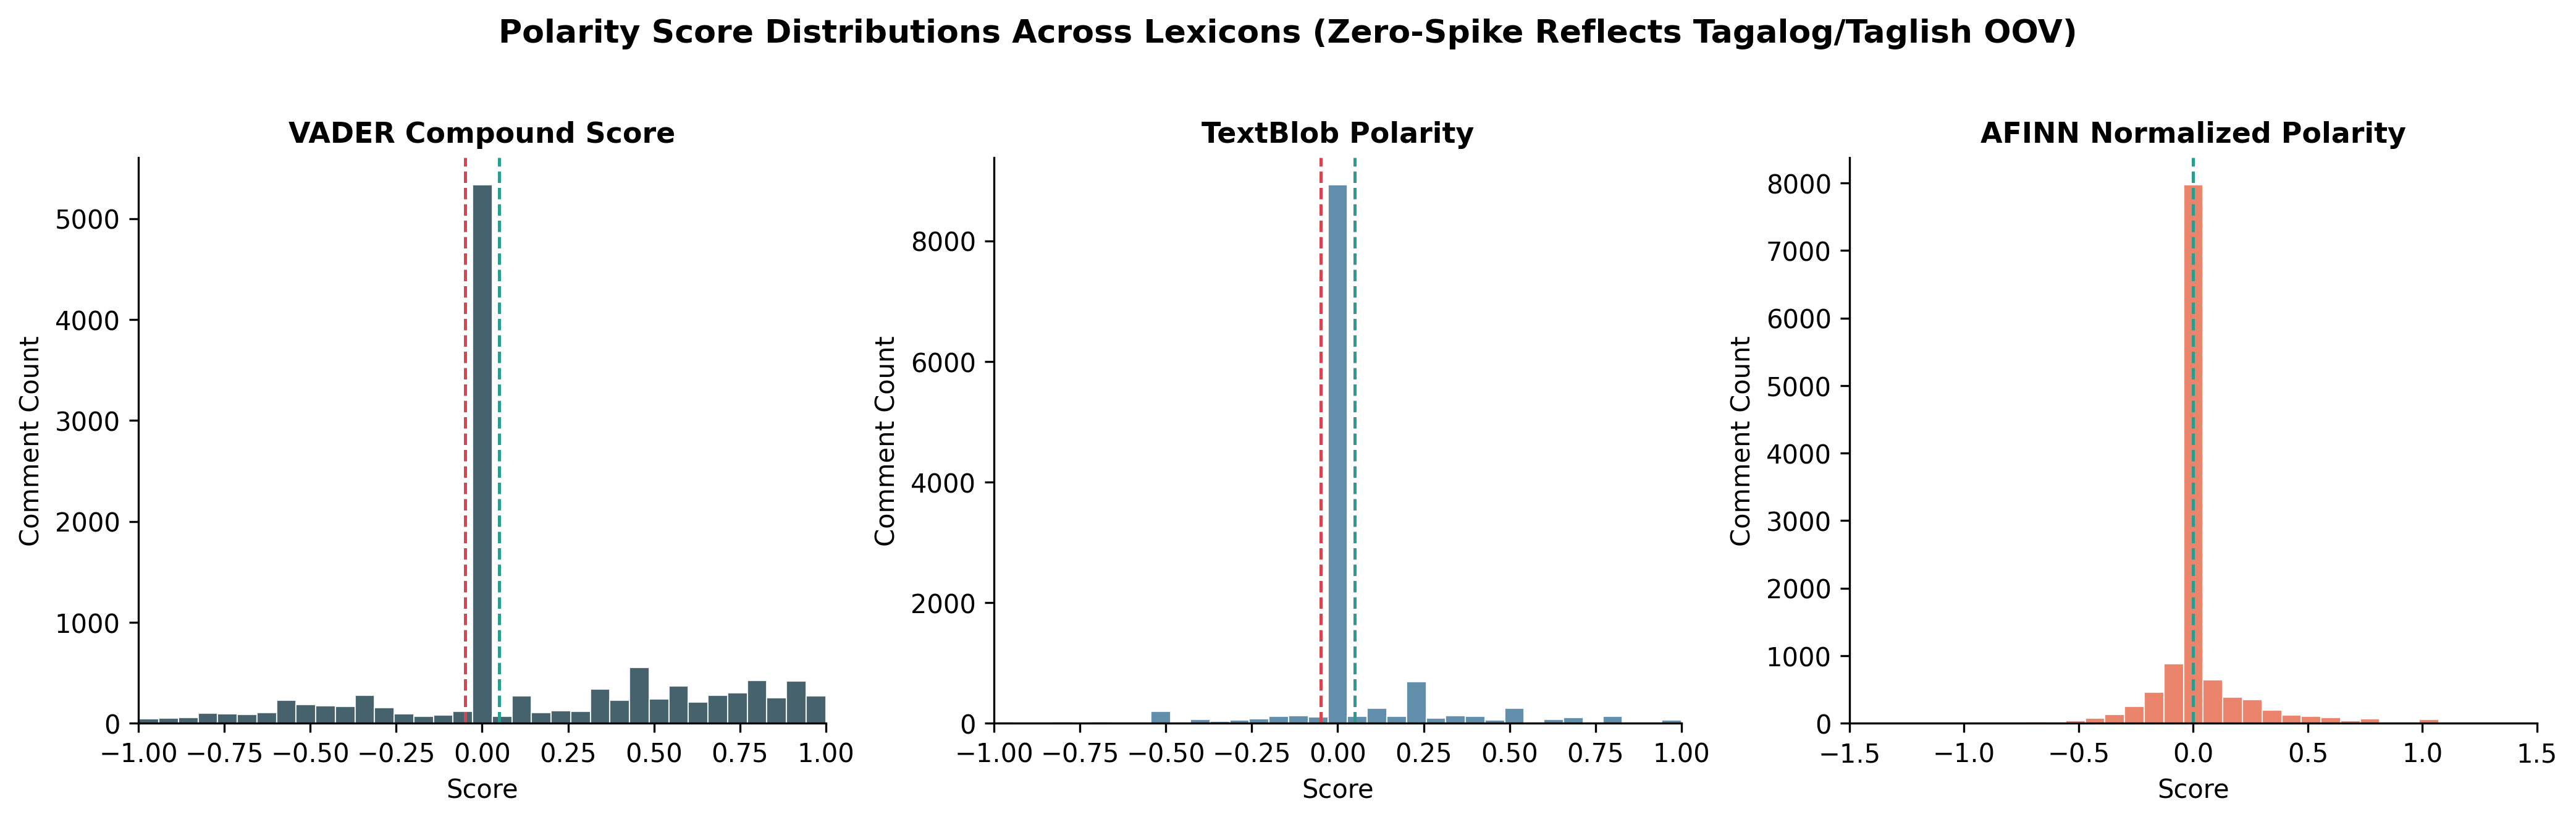 Polarity Score Distributions Across Lexicons (Zero-Spike Reflects Tagalog/Taglish OOV)
VADER Compound Score
Comment Count
5000
4000
3000
2000
1000
0
−1.00 −0.75 −0.50 −0.25 0.00 0.25 0.50 0.75 1.00
Score
TextBlob Polarity
Comment Count
8000
6000
4000
2000
0
−1.00 −0.75 −0.50 −0.25 0.00 0.25 0.50 0.75 1.00
Score
AFINN Normalized Polarity
Comment Count
8000
7000
6000
5000
4000
3000
2000
1000
0
−1.5 −1.0 −0.5 0.0 0.5 1.0 1.5
Score